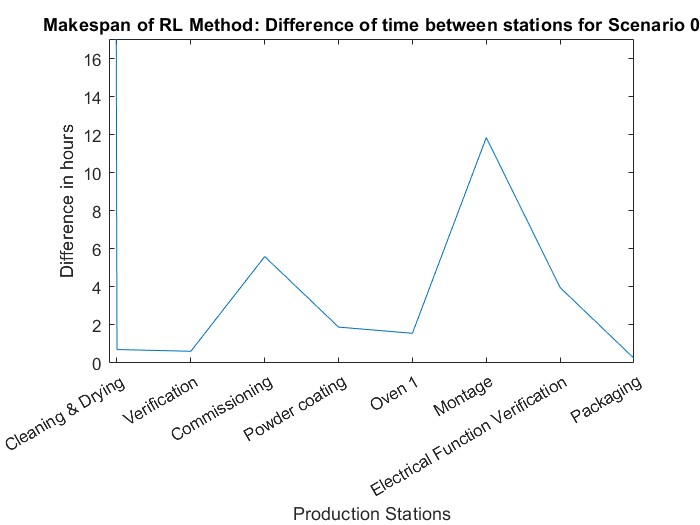 Makespan of RL Method: Difference of time between stations for Scenario 0
16
14
12
10
8
6
4
2
0
Difference in hours
Cleaning & Drying
Verification
Commissioning
Powder coating
Oven 1
Montage
Electrical Function Verification
Packaging
Production Stations